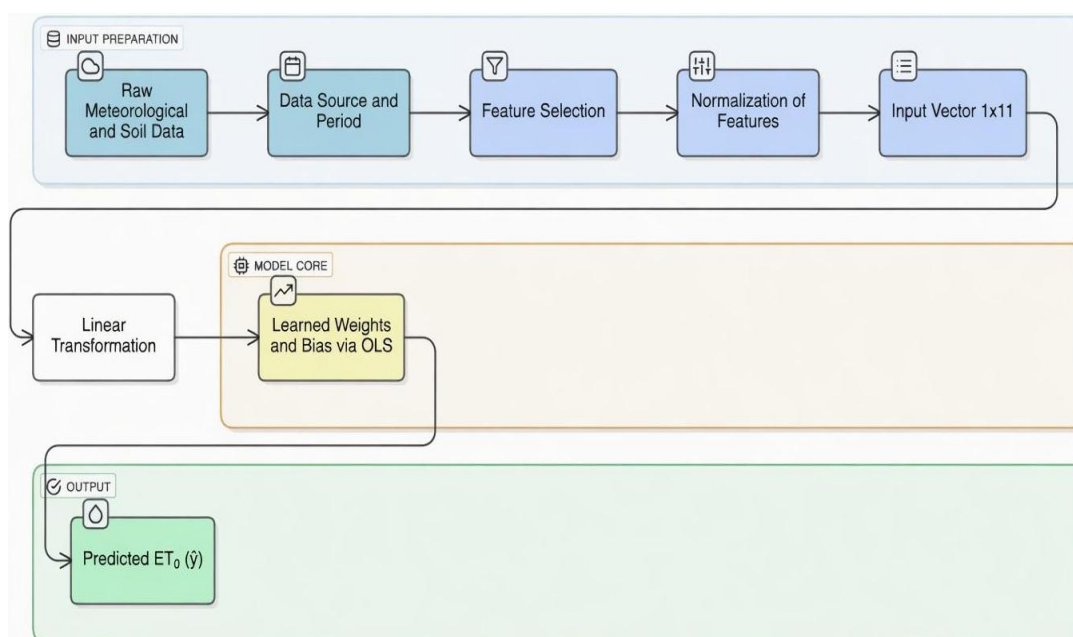 INPUT PREPARATION
Raw
Meteorological
and Soil Data
Data Source and
Period
Feature Selection
Normalization of
Features
Input Vector 1x11
Linear
Transformation
MODEL CORE
Learned Weights
and Bias via OLS
OUTPUT
Predicted ET₀ (ŷ)